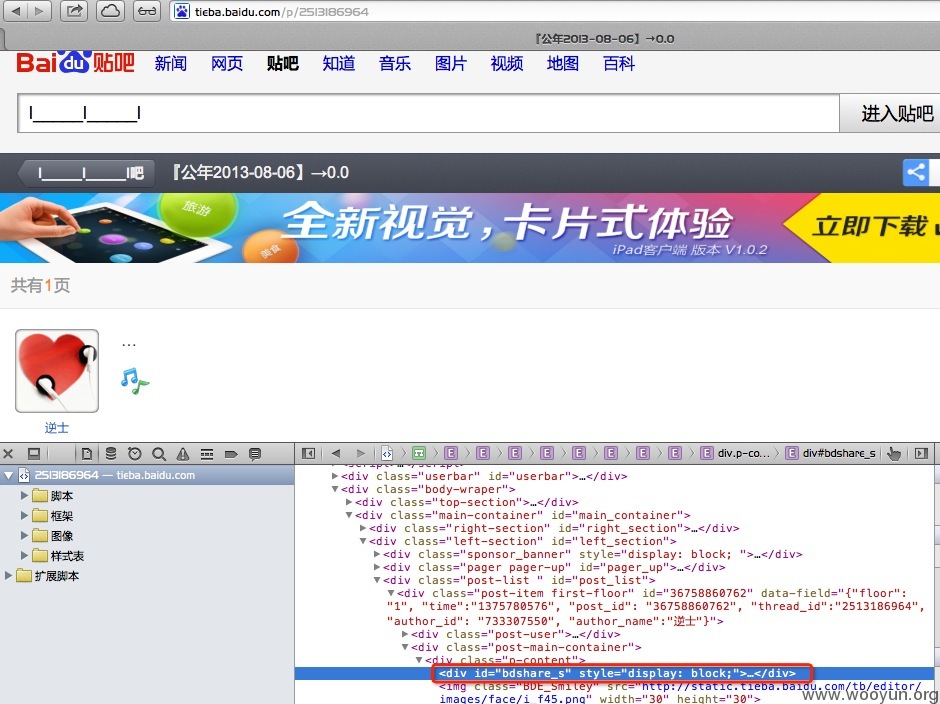 tieba.baidu.com/p/2513186964
『公年2013-08-06】→0.0
Bai du 贴吧 新闻 网页 贴吧 知道 音乐 图片 视频 地图 百科
l_____l_____l 进入贴吧
l_____l_____l吧 『公年2013-08-06】→0.0
旅游
美食
全新视觉，卡片式体验
iPad客户端 版本 V1.0.2
立即下载
共有1页
...
逆士
div.p-co... div#bdshare_s
2513186964 — tieba.baidu.com
脚本
框架
图像
样式表
扩展脚本
<div class="userbar" id="userbar">…</div>
<div class="body-wraper">
<div class="top-section">…</div>
<div class="main-container" id="main_container">
<div class="right-section" id="right_section">…</div>
<div class="left-section" id="left_section">
<div class="sponsor_banner" style="display: block; ">…</div>
<div class="pager pager-up" id="pager_up">…</div>
<div class="post-list " id="post_list">
<div class="post-item first-floor" id="36758860762" data-field="{"floor":
"1", "time":"1375780576", "post_id": "36758860762", "thread_id":"2513186964",
"author_id": "733307550", "author_name":"逆士"}">
<div class="post-user">…</div>
<div class="post-main-container">
<div class="p-content">
<div id="bdshare_s" style="display: block;">…</div>
<img class="BDE_Smiley" src="http://static.tieba.baidu.com/tb/editor/
images/face/i_f45.png" width="30" height="30">
www.wooyun.org